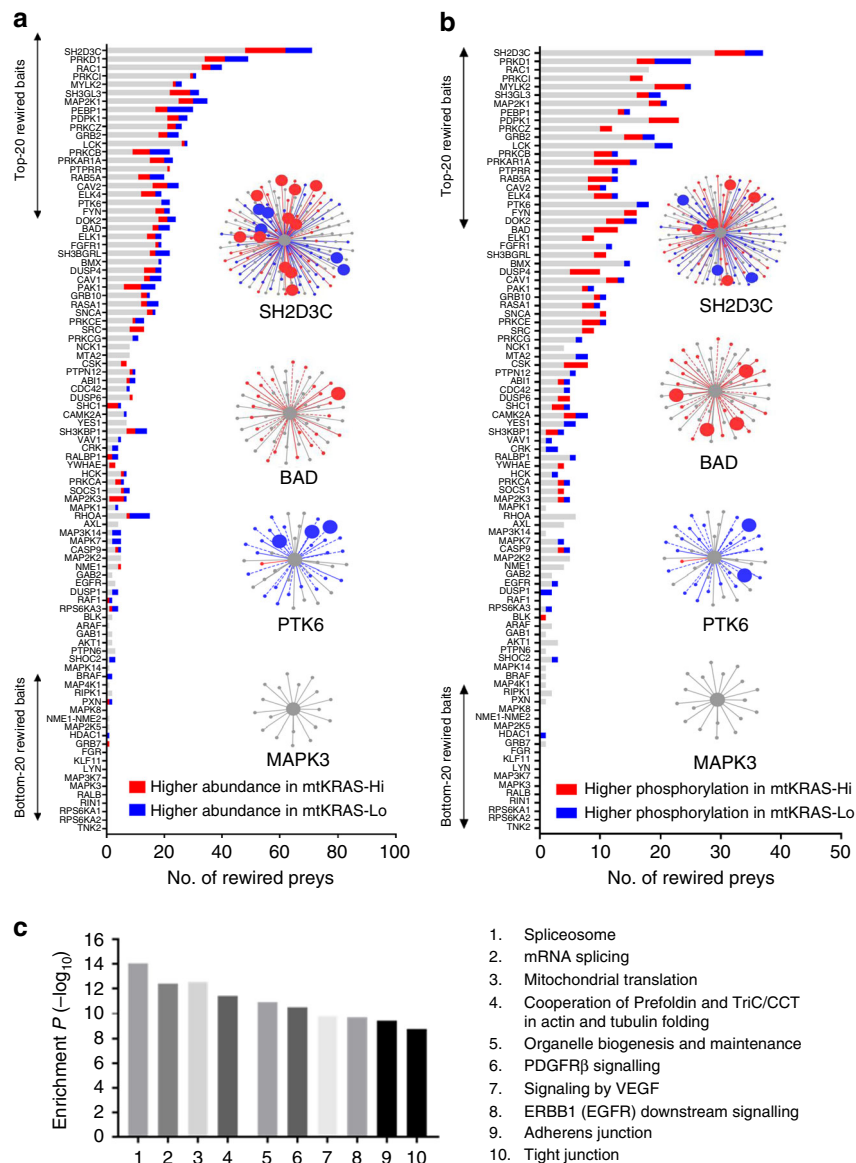 a
Top-20 rewired baits
Bottom-20 rewired baits
SH2D3C
PRKD1
RAC1
PRKCI
MYLK2
SH3GL3
MAP2K1
PEBP1
PDPK1
PRKCZ
GRB2
LCK
PRKCB
PRKAR1A
PTPRR
RAB5A
CAV2
ELK4
PTK6
FYN
DOK2
BAD
ELK1
FGFR1
SH3BGRL
BMX
DUSP4
CAV1
PAK1
GRB10
RASA1
SNCA
PRKCE
SRC
PRKCG
NCK1
MTA2
CSK
PTPN12
ABI1
CDC42
DUSP6
SHC1
CAMK2A
YES1
SH3KBP1
VAV1
CRK
RALBP1
YWHAE
HCK
PRKCA
SOCS1
MAP2K3
MAPK1
RHOA
AXL
MAP3K14
MAPK7
CASP9
MAP2K2
NME1
GAB2
EGFR
DUSP1
RAF1
RPS6KA3
BLK
ARAF
GAB1
AKT1
PTPN6
SHOC2
MAPK14
BRAF
MAP4K1
RIPK1
PXN
MAPK8
NME1-NME2
MAP2K5
HDAC1
GRB7
FGR
KLF11
LYN
MAP3K7
MAPK3
RALB
RIN1
RPS6KA1
RPS6KA2
TNK2
SH2D3C
BAD
PTK6
MAPK3
Higher abundance in mtKRAS-Hi
Higher abundance in mtKRAS-Lo
0 20 40 60 80 100
No. of rewired preys
b
Top-20 rewired baits
Bottom-20 rewired baits
SH2D3C
PRKD1
RAC1
PRKCI
MYLK2
SH3GL3
MAP2K1
PEBP1
PDPK1
PRKCZ
GRB2
LCK
PRKCB
PRKAR1A
PTPRR
RAB5A
CAV2
ELK4
PTK6
FYN
DOK2
BAD
ELK1
FGFR1
SH3BGRL
BMX
DUSP4
CAV1
PAK1
GRB10
RASA1
SNCA
PRKCE
SRC
PRKCG
NCK1
MTA2
CSK
PTPN12
ABI1
CDC42
DUSP6
SHC1
CAMK2A
YES1
SH3KBP1
VAV1
CRK
RALBP1
YWHAE
HCK
PRKCA
SOCS1
MAP2K3
MAPK1
RHOA
AXL
MAP3K14
MAPK7
CASP9
MAP2K2
NME1
GAB2
EGFR
DUSP1
RAF1
RPS6KA3
BLK
ARAF
GAB1
AKT1
PTPN6
SHOC2
MAPK14
BRAF
MAP4K1
RIPK1
PXN
MAPK8
NME1-NME2
MAP2K5
HDAC1
GRB7
FGR
KLF11
LYN
MAP3K7
MAPK3
RALB
RIN1
RPS6KA1
RPS6KA2
TNK2
SH2D3C
BAD
PTK6
MAPK3
Higher phosphorylation in mtKRAS-Hi
Higher phosphorylation in mtKRAS-Lo
0 10 20 30 40 50
No. of rewired preys
c
Enrichment P (–log10)
16
14
12
10
8
6
4
2
0
1 2 3 4 5 6 7 8 9 10
1. Spliceosome
2. mRNA splicing
3. Mitochondrial translation
4. Cooperation of Prefoldin and TriC/CCT
in actin and tubulin folding
5. Organelle biogenesis and maintenance
6. PDGFRβ signalling
7. Signaling by VEGF
8. ERBB1 (EGFR) downstream signalling
9. Adherens junction
10. Tight junction